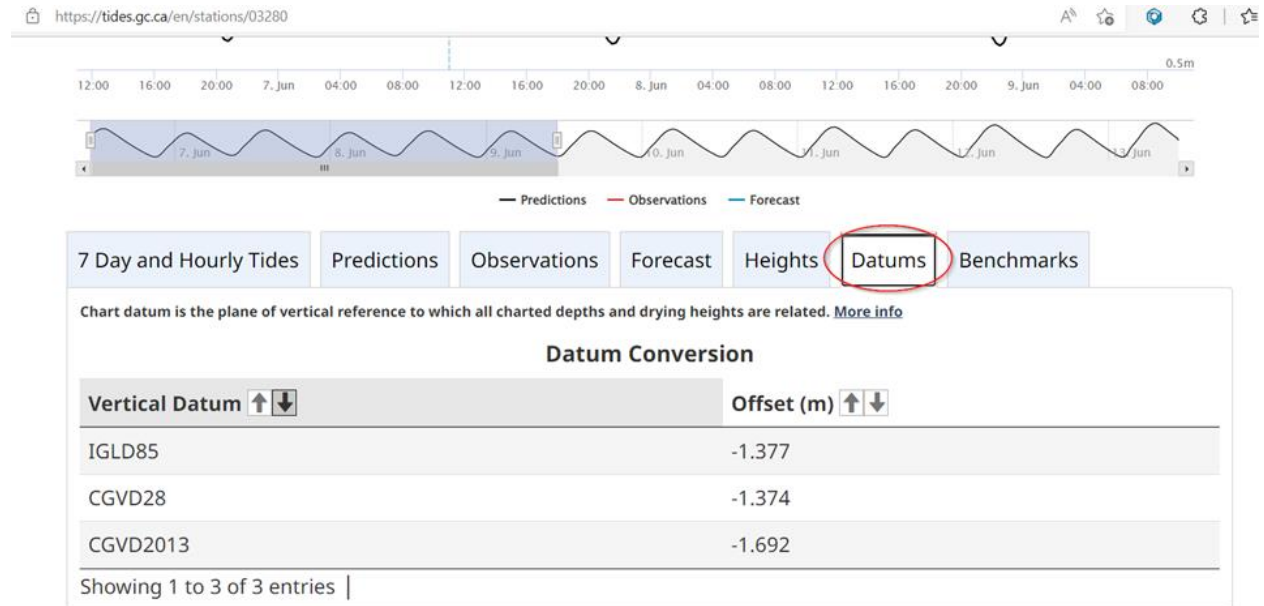 https://tides.gc.ca/en/stations/03280
0.5m
12:00 16:00 20:00 7. Jun 04:00 08:00 12:00 16:00 20:00 8. Jun 04:00 08:00 12:00 16:00 20:00 9. Jun 04:00 08:00
7. Jun 8. Jun 9. Jun 10. Jun 11. Jun 12. Jun 13. Jun
Predictions Observations Forecast
7 Day and Hourly Tides Predictions Observations Forecast Heights Datums Benchmarks
Chart datum is the plane of vertical reference to which all charted depths and drying heights are related. More info
Datum Conversion
Vertical Datum Offset (m)
IGLD85 -1.377
CGVD28 -1.374
CGVD2013 -1.692
Showing 1 to 3 of 3 entries